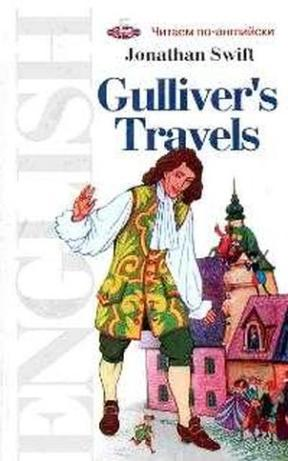 Читаем по-английски
Jonathan Swift
Gulliver's
Travels
ENGLISH